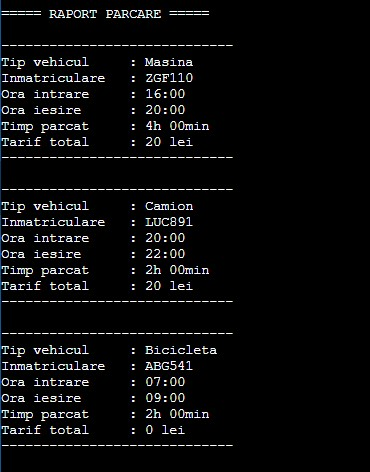 ===== RAPORT PARCARE =====
-----------------------------
Tip vehicul     : Masina
Inmatriculare   : ZGF110
Ora intrare     : 16:00
Ora iesire      : 20:00
Timp parcat     : 4h 00min
Tarif total     : 20 lei
-----------------------------
-----------------------------
Tip vehicul     : Camion
Inmatriculare   : LUC891
Ora intrare     : 20:00
Ora iesire      : 22:00
Timp parcat     : 2h 00min
Tarif total     : 20 lei
-----------------------------
-----------------------------
Tip vehicul     : Bicicleta
Inmatriculare   : ABG541
Ora intrare     : 07:00
Ora iesire      : 09:00
Timp parcat     : 2h 00min
Tarif total     : 0 lei
-----------------------------